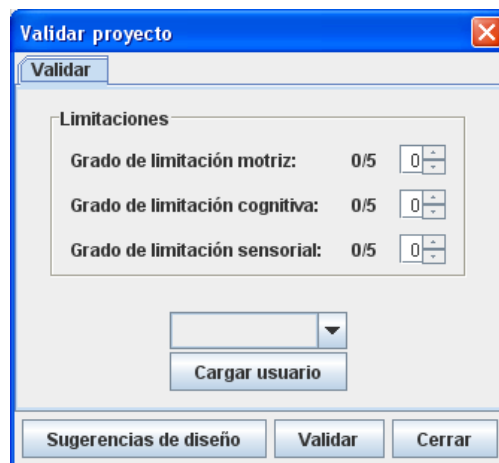 Validar proyecto
Validar
Limitaciones
Grado de limitación motriz: 0/5 0
Grado de limitación cognitiva: 0/5 0
Grado de limitación sensorial: 0/5 0
Cargar usuario
Sugerencias de diseño Validar Cerrar